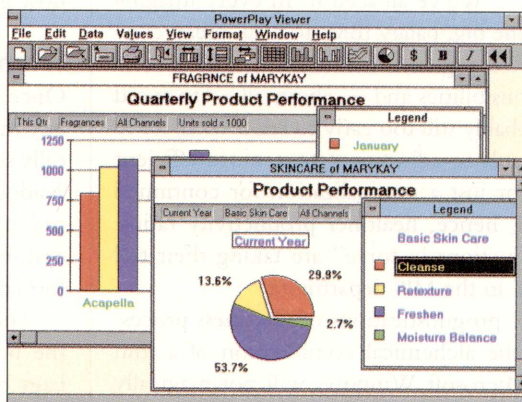 PowerPlay Viewer
File Edit Data Values View Format Window Help
$ B I
FRAGRNCE of MARYKAY
Quarterly Product Performance
This Qtr Fragrances All Channels Units sold x 1000
Legend
January
1250
1000
750
500
250
0
Acapella
SKINCARE of MARYKAY
Product Performance
Current Year Basic Skin Care All Channels
Legend
Current Year
Basic Skin Care
Cleanse
Retexture
Freshen
Moisture Balance
13.6%
29.9%
2.7%
53.7%